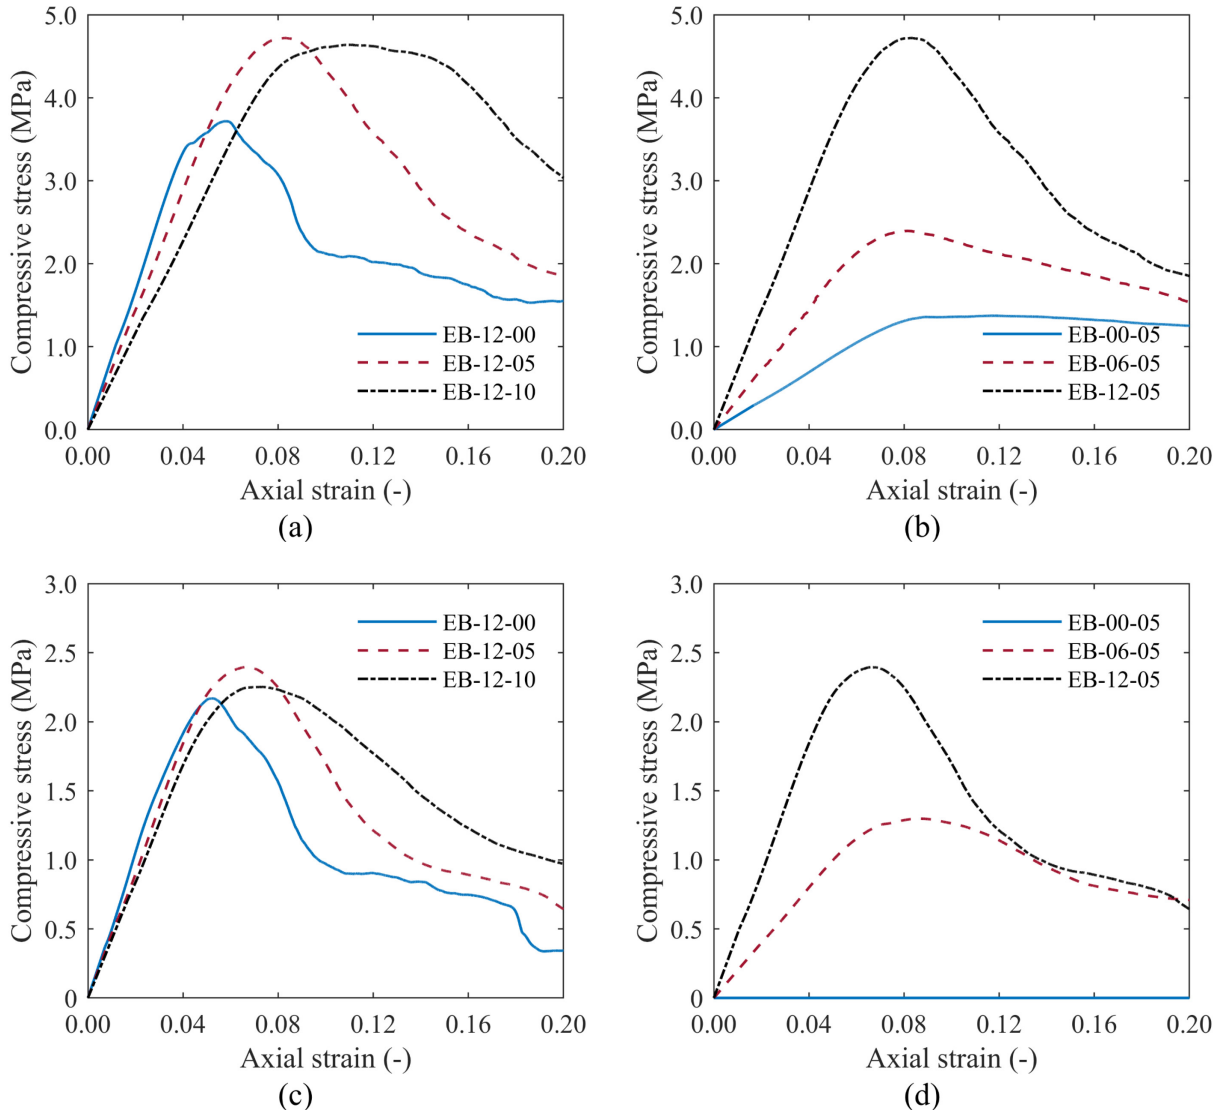 5.0
4.0
3.0
2.0
1.0
0.0
Compressive stress (MPa)
EB-12-00
EB-12-05
EB-12-10
0.00 0.04 0.08 0.12 0.16 0.20
Axial strain (-)
(a)
5.0
4.0
3.0
2.0
1.0
0.0
Compressive stress (MPa)
EB-00-05
EB-06-05
EB-12-05
0.00 0.04 0.08 0.12 0.16 0.20
Axial strain (-)
(b)
3.0
2.5
2.0
1.5
1.0
0.5
0
Compressive stress (MPa)
EB-12-00
EB-12-05
EB-12-10
0.00 0.04 0.08 0.12 0.16 0.20
Axial strain (-)
(c)
3.0
2.5
2.0
1.5
1.0
0.5
0
Compressive stress (MPa)
EB-00-05
EB-06-05
EB-12-05
0.00 0.04 0.08 0.12 0.16 0.20
Axial strain (-)
(d)